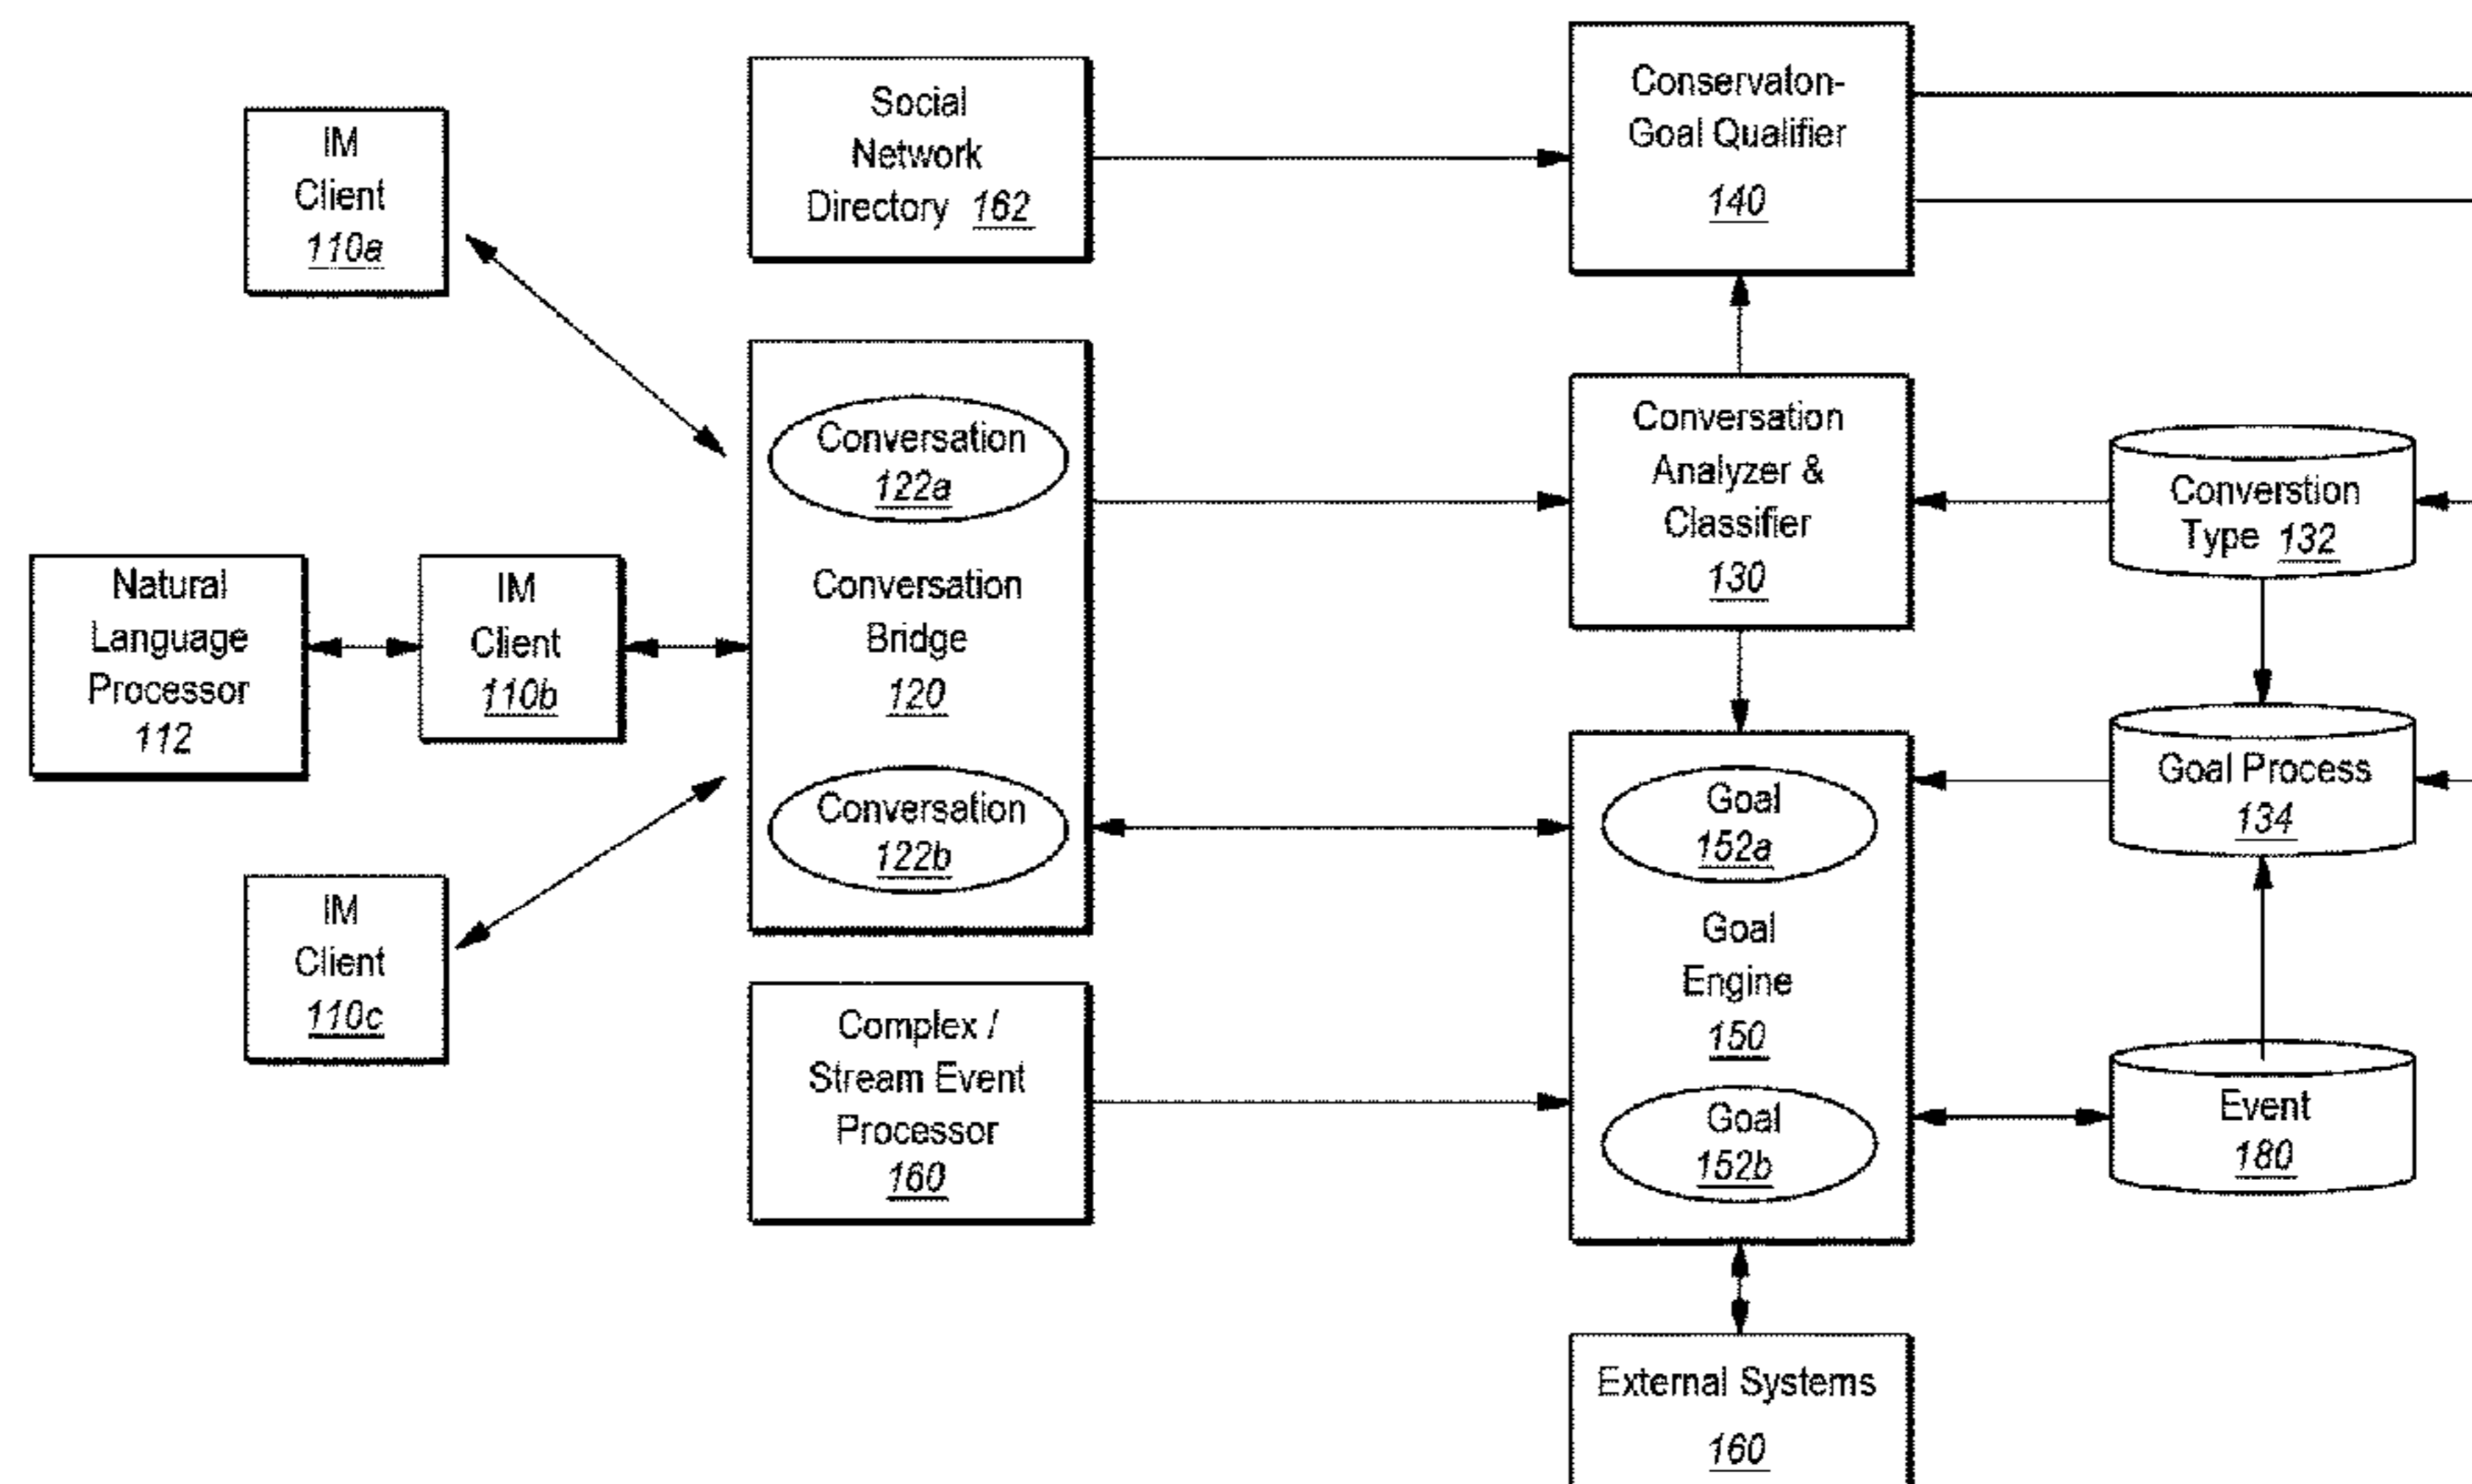 IM
Client
110a
Social
Network
Directory 162
Conservaton-
Goal Qualifier
140
Natural
Language
Processor
112
IM
Client
110b
Conversation
122a
Conversation
Bridge
120
Conversation
122b
Conversation
Analyzer &
Classifier
130
Converstion
Type 132
Goal Process
134
IM
Client
110c
Complex /
Stream Event
Processor
160
Goal
152a
Goal
Engine
150
Goal
152b
Event
180
External Systems
160